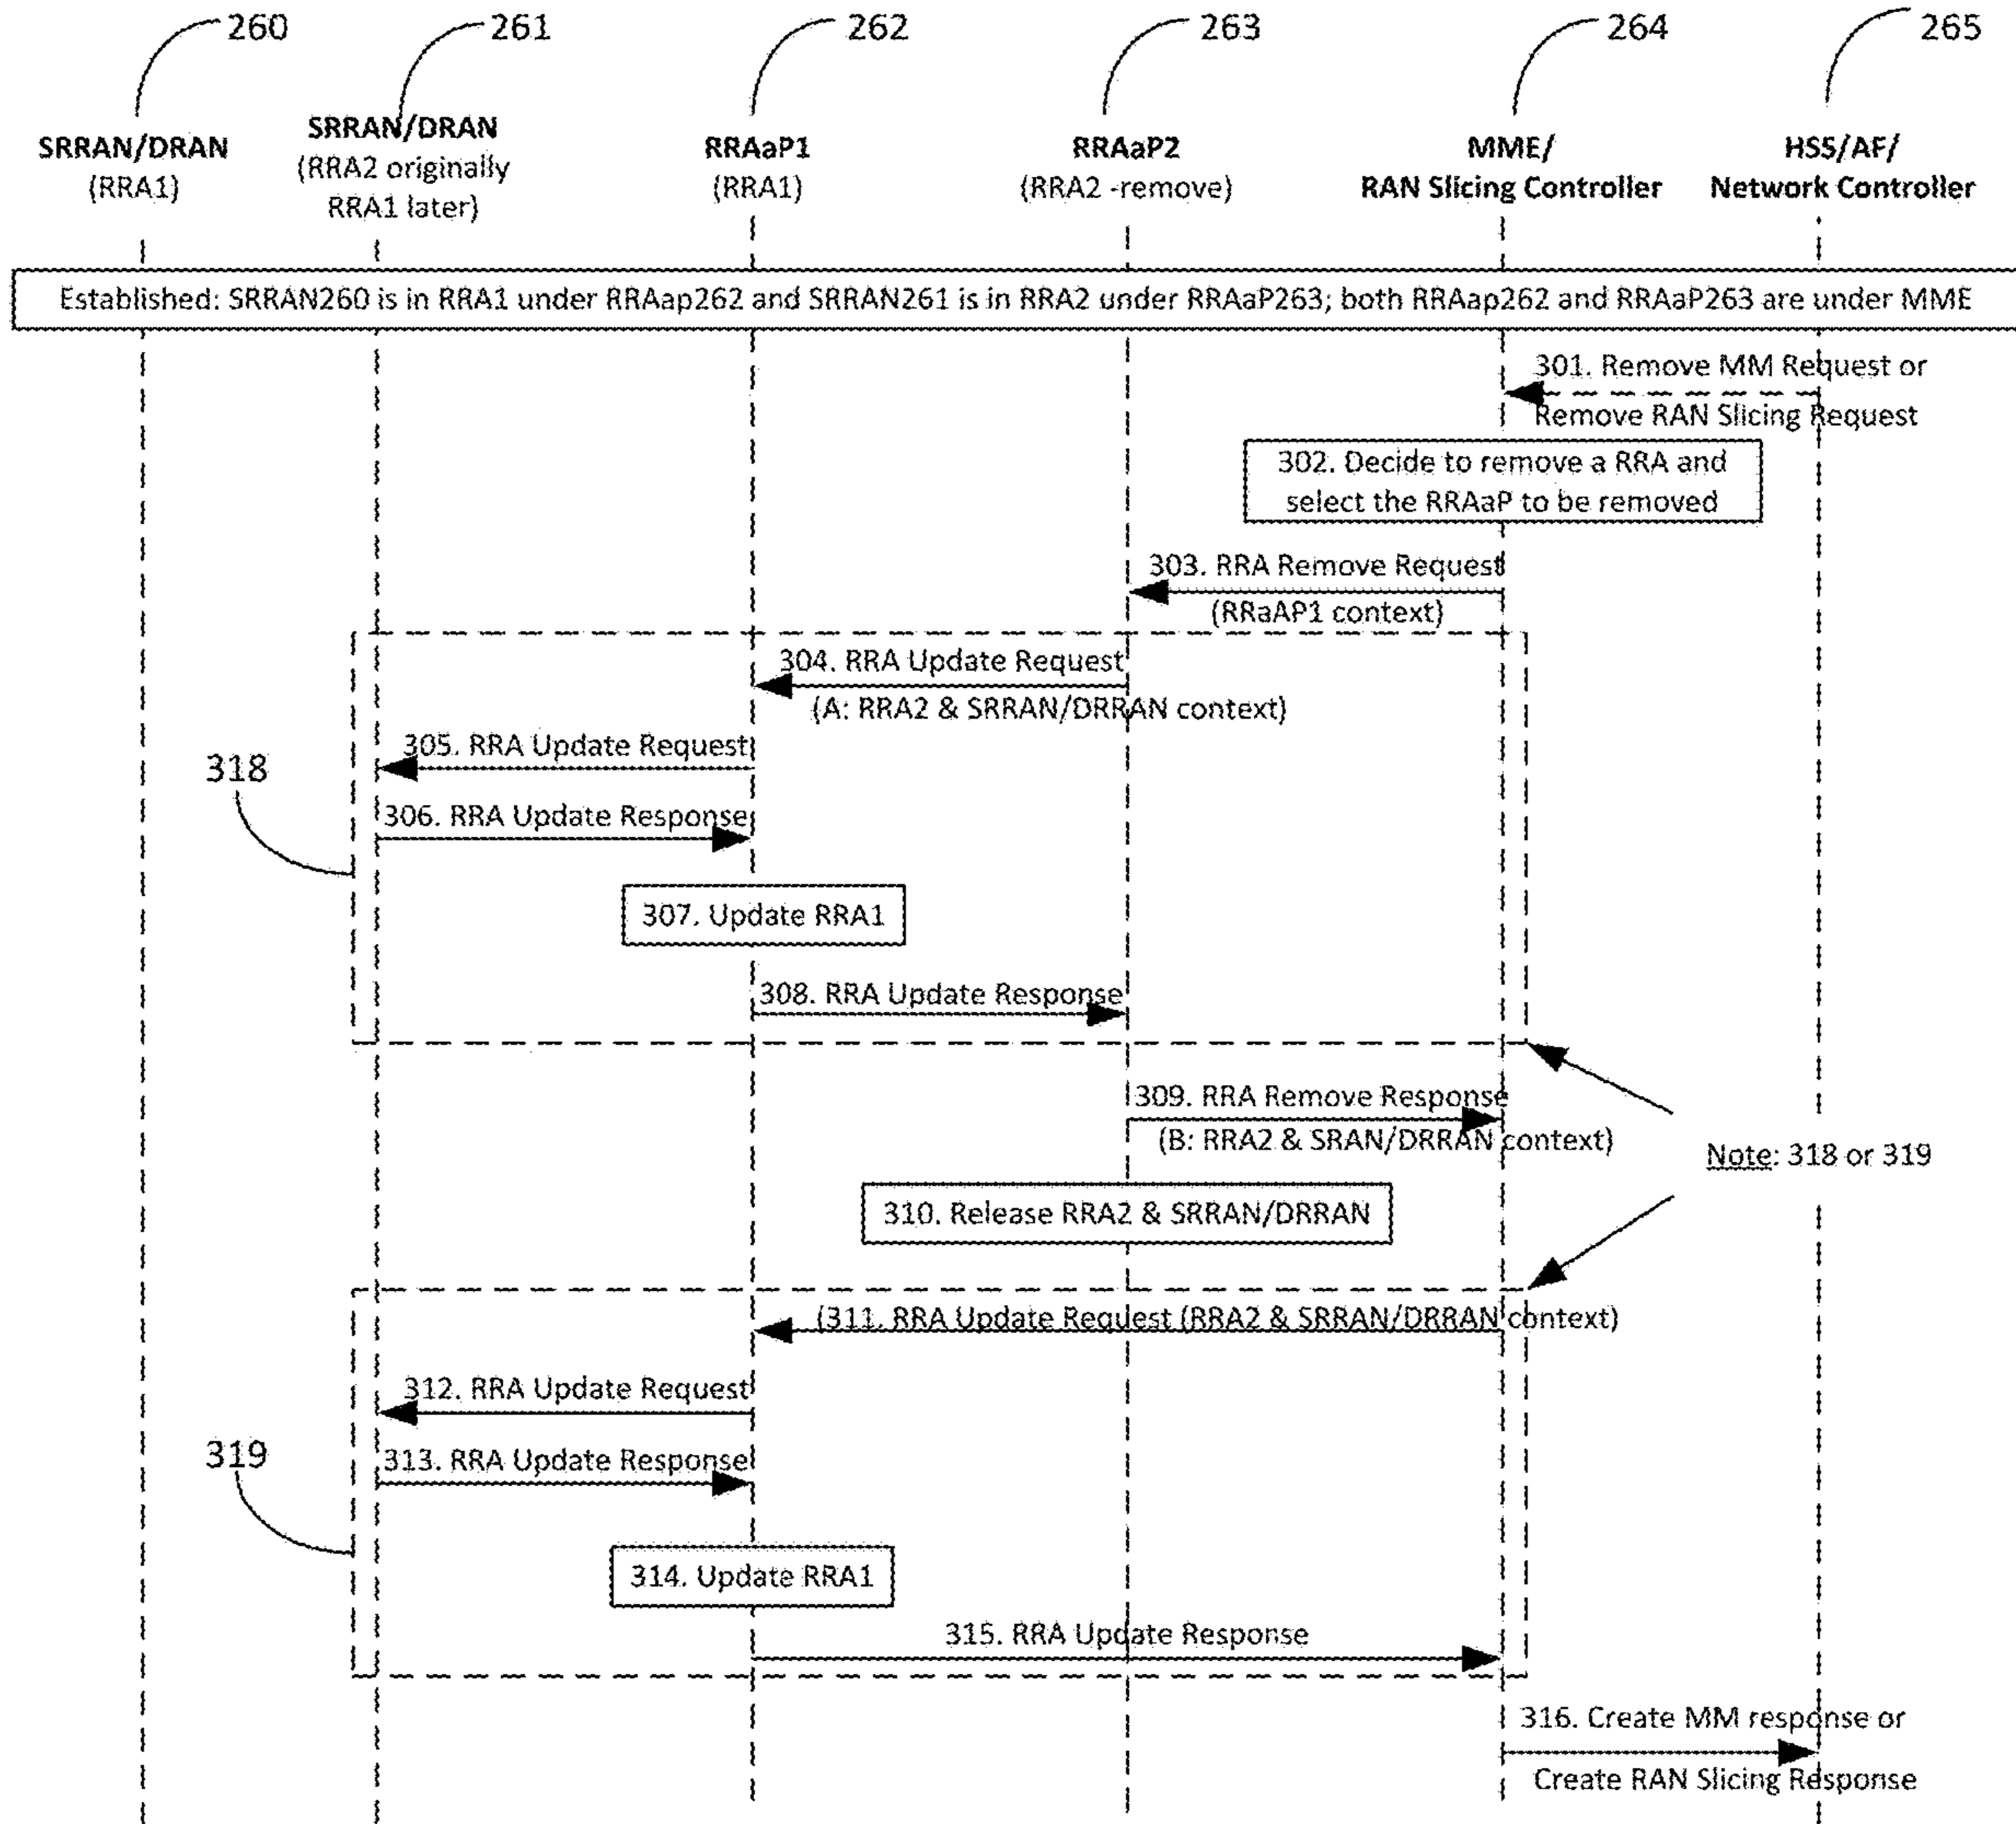 260
261
262
263
264
265
SRRAN/DRAN
(RRA1)
SRRAN/DRAN
(RRA2 originally
RRA1 later)
RRAaP1
(RRA1)
RRAaP2
(RRA2 -remove)
MME/
RAN Slicing Controller
HSS/AF/
Network Controller
Established: SRRAN260 is in RRA1 under RRAap262 and SRRAN261 is in RRA2 under RRAaP263; both RRAap262 and RRAaP263 are under MME
301. Remove MM Request or
Remove RAN Slicing Request
302. Decide to remove a RRA and
select the RRAaP to be removed
303. RRA Remove Request
(RRaAP1 context)
304. RRA Update Request
(A: RRA2 & SRRAN/DRRAN context)
305. RRA Update Request
318
306. RRA Update Response
307. Update RRA1
308. RRA Update Response
309. RRA Remove Response
(B: RRA2 & SRAN/DRRAN context)
Note: 318 or 319
310. Release RRA2 & SRRAN/DRRAN
(311. RRA Update Request (RRA2 & SRRAN/DRRAN context)
312. RRA Update Request
319
313. RRA Update Response
314. Update RRA1
315. RRA Update Response
316. Create MM response or
Create RAN Slicing Response